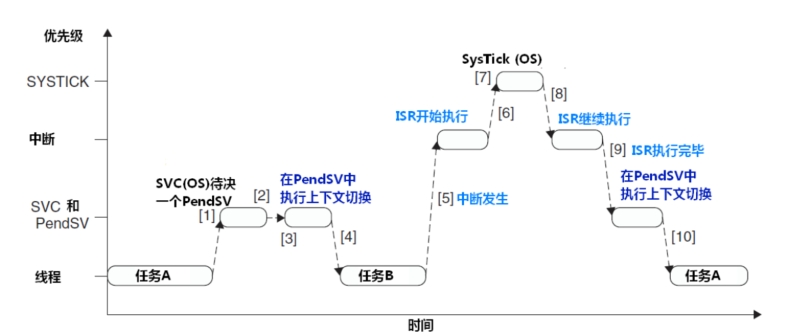 优先级
SysTick (OS)
SYSTICK
[7]
[8]
[6]
ISR开始执行
ISR继续执行
中断
[9] ISR执行完毕
SVC(OS)待决
一个PendSV
[2]
在PendSV中
执行上下文切换
在PendSV中
执行上下文切换
[5] 中断发生
SVC 和
PendSV
[1]
[3]
[4]
[10]
线程
任务A
任务B
任务A
时间